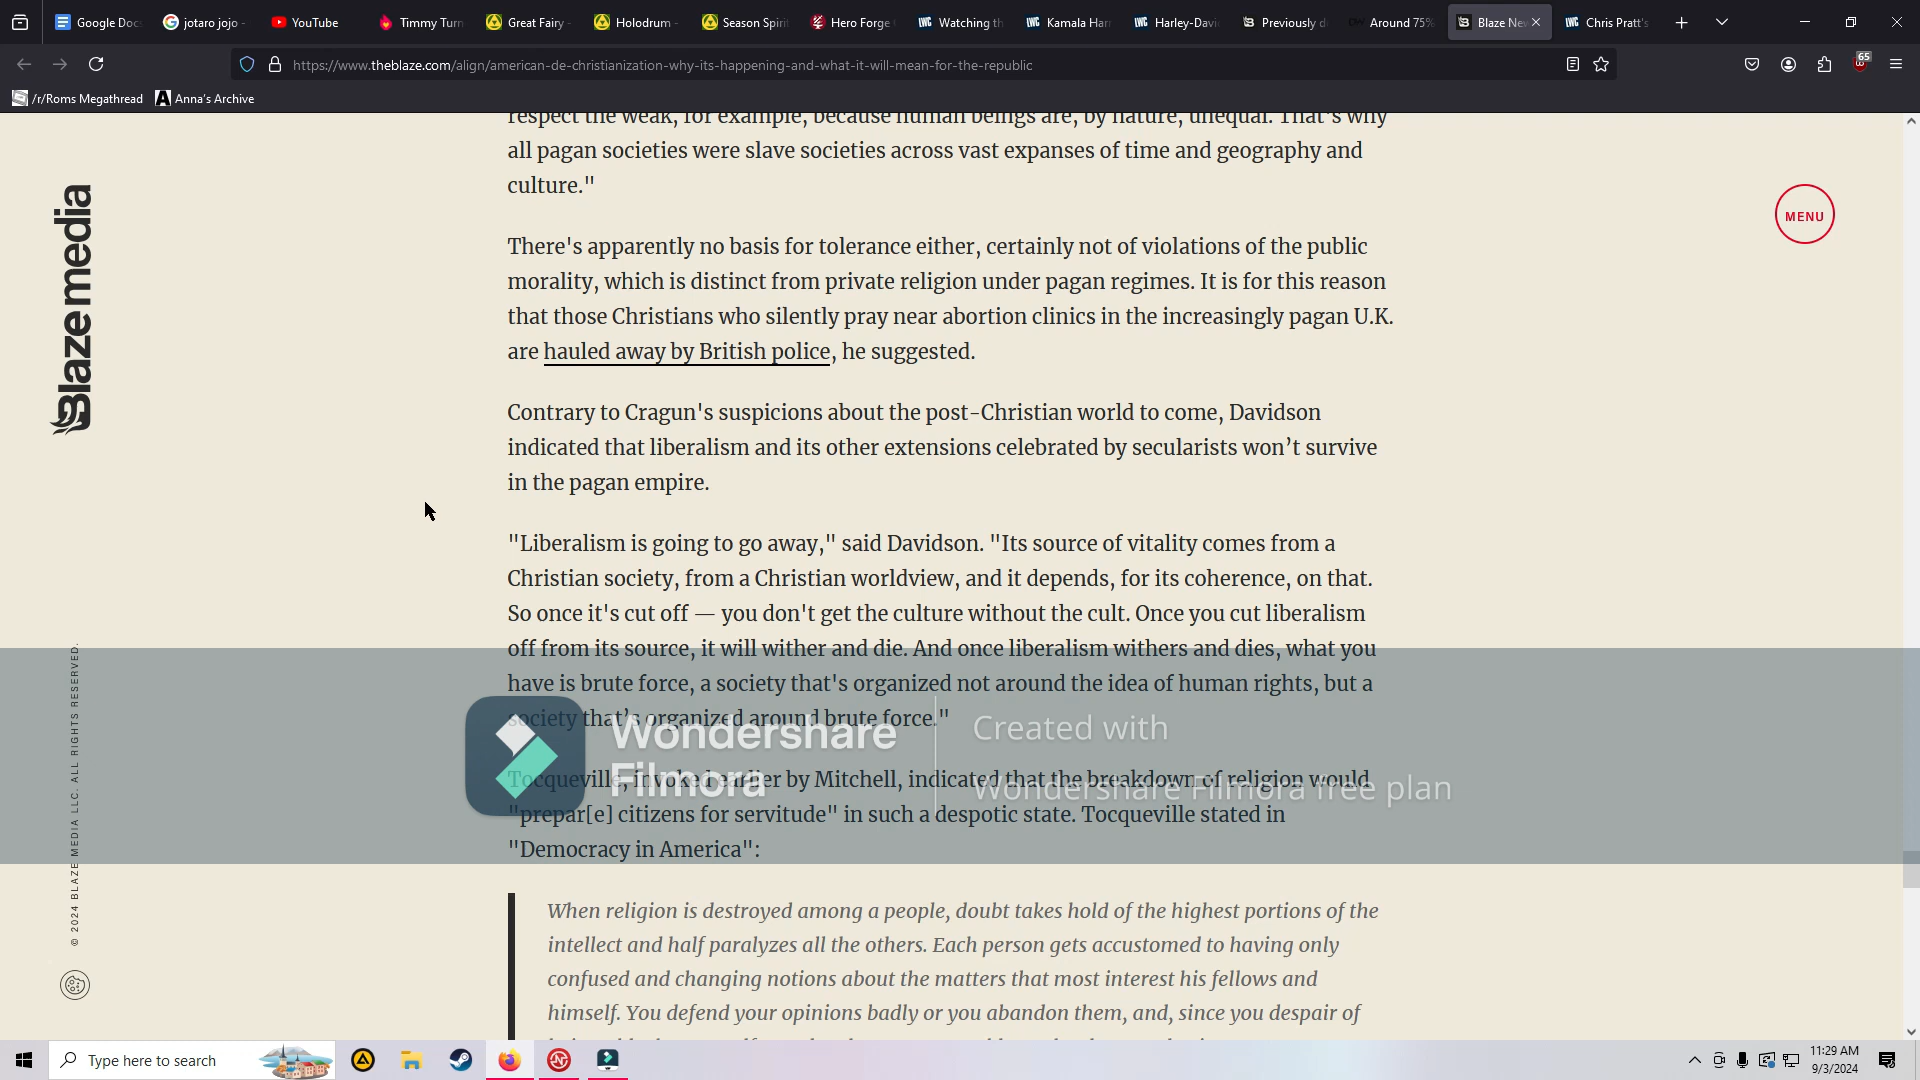 Google Doc
jotaro jojo -
YouTube
Timmy Turn
Great Fairy -
Holodrum -
Season Spirit
Hero Forge
Watching th
Kamala Har
Harley-Davi
Previously d
Around 75%
Blaze New
Chris Pratt's
https://www.theblaze.com/align/american-de-christianization-why-its-happening-and-what-it-will-mean-for-the-republic
65
/r/Roms Megathread
Anna's Archive
respect the weak, for example, because human beings are, by nature, unequal. That's why
all pagan societies were slave societies across vast expanses of time and geography and
culture."
Blaze media
MENU
There's apparently no basis for tolerance either, certainly not of violations of the public
morality, which is distinct from private religion under pagan regimes. It is for this reason
that those Christians who silently pray near abortion clinics in the increasingly pagan U.K.
are hauled away by British police, he suggested.
Contrary to Cragun's suspicions about the post-Christian world to come, Davidson
indicated that liberalism and its other extensions celebrated by secularists won’t survive
in the pagan empire.
"Liberalism is going to go away," said Davidson. "Its source of vitality comes from a
Christian society, from a Christian worldview, and it depends, for its coherence, on that.
So once it's cut off — you don't get the culture without the cult. Once you cut liberalism
off from its source, it will wither and die. And once liberalism withers and dies, what you
have is brute force, a society that's organized not around the idea of human rights, but a
society that’s organized around brute force."
Wondershare
Filmora
Created with
Wondershare Filmora free plan
Tocqueville, invoked earlier by Mitchell, indicated that the breakdown of religion would
"prepar[e] citizens for servitude" in such a despotic state. Tocqueville stated in
"Democracy in America":
© 2024 BLAZE MEDIA LLC. ALL RIGHTS RESERVED.
When religion is destroyed among a people, doubt takes hold of the highest portions of the
intellect and half paralyzes all the others. Each person gets accustomed to having only
confused and changing notions about the matters that most interest his fellows and
himself. You defend your opinions badly or you abandon them, and, since you despair of
Type here to search
11:29 AM
9/3/2024